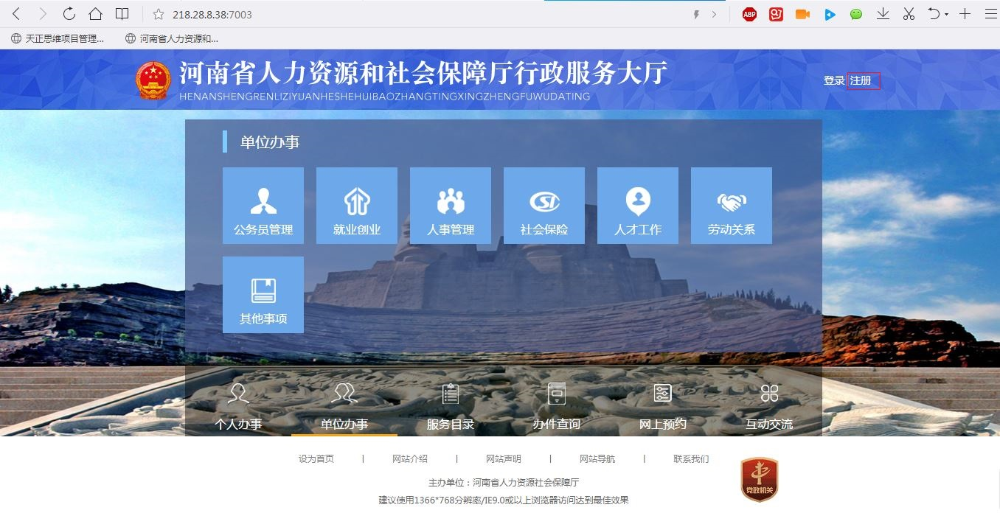 218.28.8.38:7003
ABP
天正思维项目管理...
河南省人力资源和...
河南省人力资源和社会保障厅行政服务大厅
HENANSHENGRENLIZIYUANHESHEHUIBAOZHANGTINGXINGZHENGFUWUDATING
登录 注册
单位办事
公务员管理
就业创业
人事管理
社会保险
人才工作
劳动关系
其他事项
个人办事
单位办事
服务目录
办件查询
网上预约
互动交流
设为首页 | 网站介绍 | 网站声明 | 网站导航 | 联系我们
主办单位：河南省人力资源社会保障厅
建议使用1366*768分辨率/IE9.0或以上浏览器访问达到最佳效果
党政机关